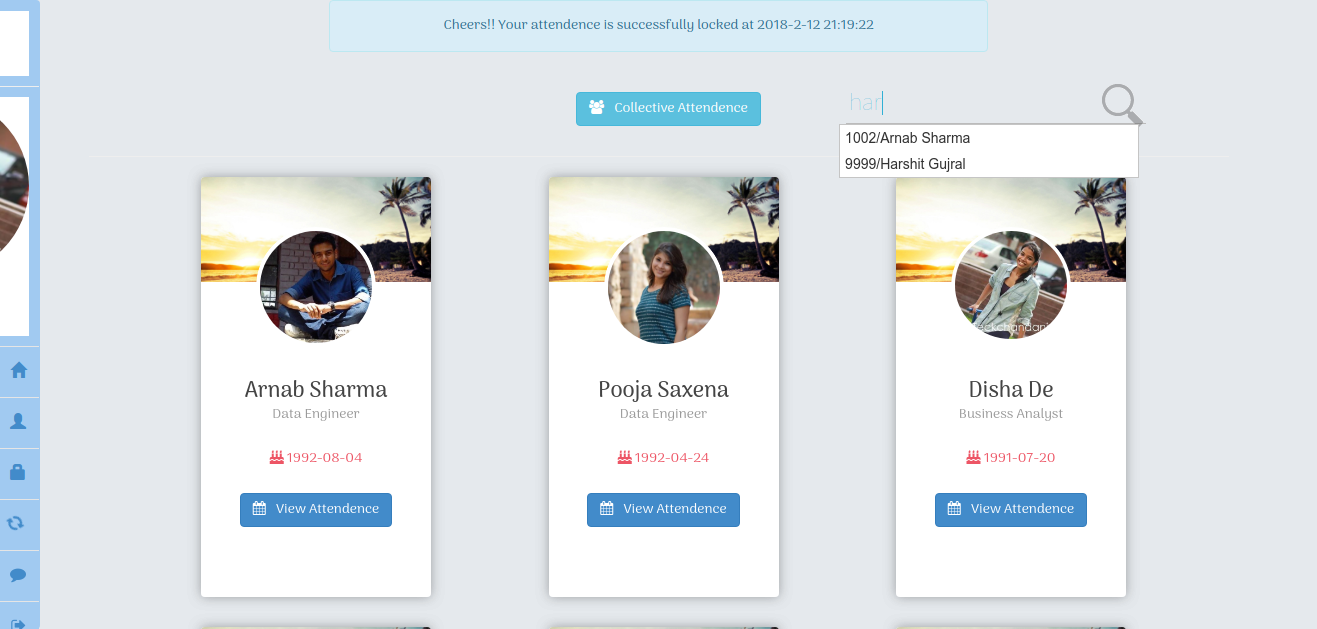 Cheers!! Your attendence is successfully locked at 2018-2-12 21:19:22
Collective Attendence
har
1002/Arnab Sharma
9999/Harshit Gujral
Arnab Sharma
Data Engineer
1992-08-04
View Attendence
Pooja Saxena
Data Engineer
1992-04-24
View Attendence
Disha De
Business Analyst
1991-07-20
View Attendence